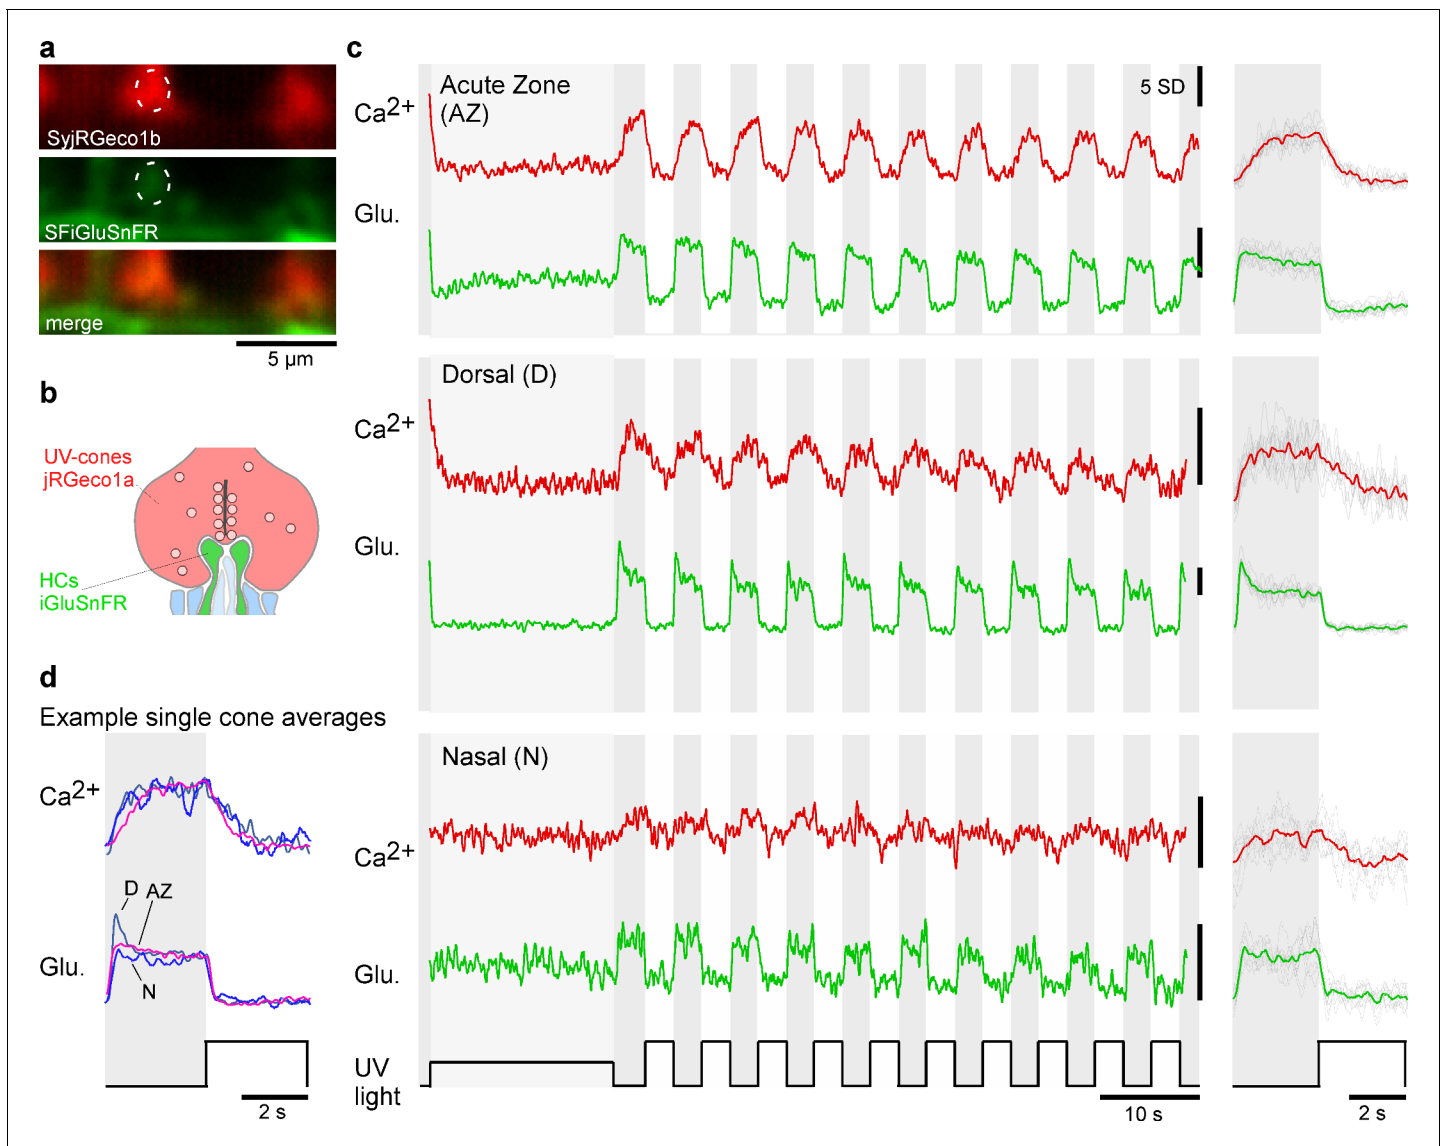 a
SyjRGeco1b
SFiGluSnFR
merge
5 µm
b
UV-cones
jRGeco1a
HCs
iGluSnFR
c
Acute Zone
(AZ)
5 SD
Ca2+
Glu.
Dorsal (D)
Ca2+
Glu.
Nasal (N)
Ca2+
Glu.
UV
light
10 s
2 s
d
Example single cone averages
Ca2+
D
AZ
Glu.
N
2 s